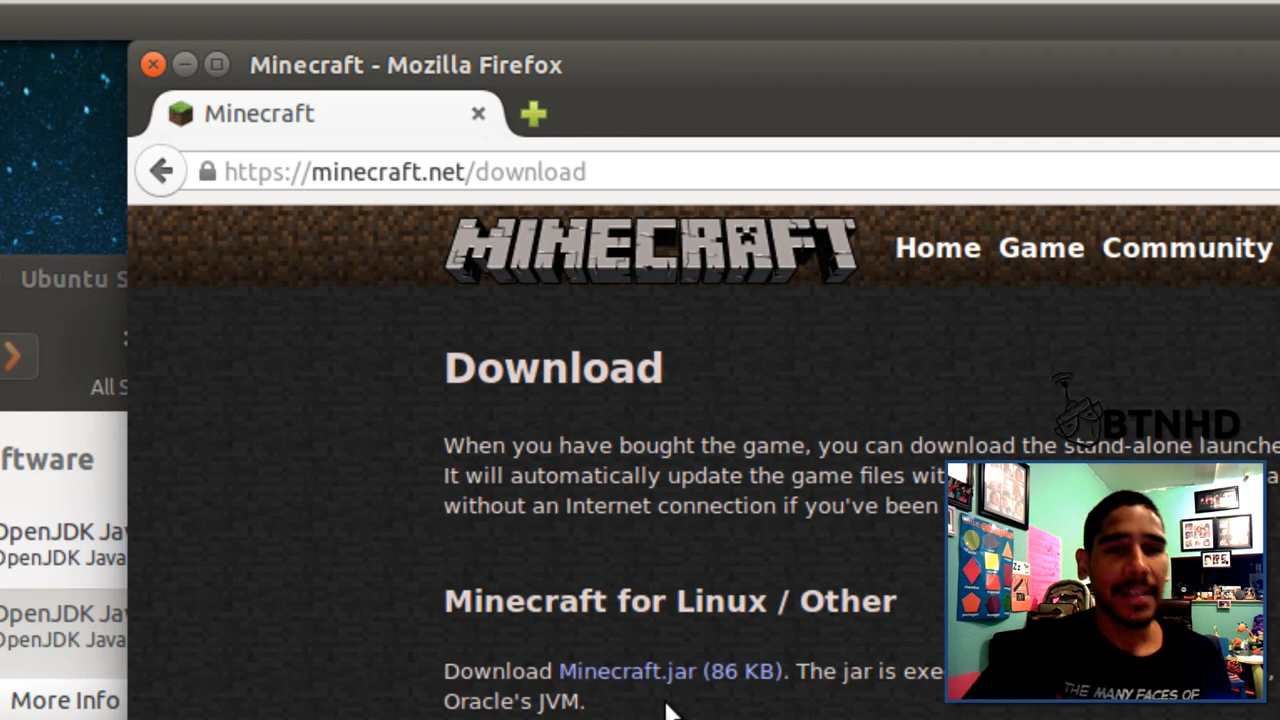 Minecraft - Mozilla Firefox
Minecraft
https://minecraft.net/download
MINECRAFT
Home Game Community
Ubuntu S
All S
ftware
OpenJDK Jav
OpenJDK Java
OpenJDK Jav
OpenJDK Java
More Info
Download
When you have bought the game, you can download the stand-alone launche
It will automatically update the game files wit
without an Internet connection if you've been
Minecraft for Linux / Other
Download Minecraft.jar (86 KB). The jar is exe
Oracle's JVM.
BTNHD
THE MANY FACES OF